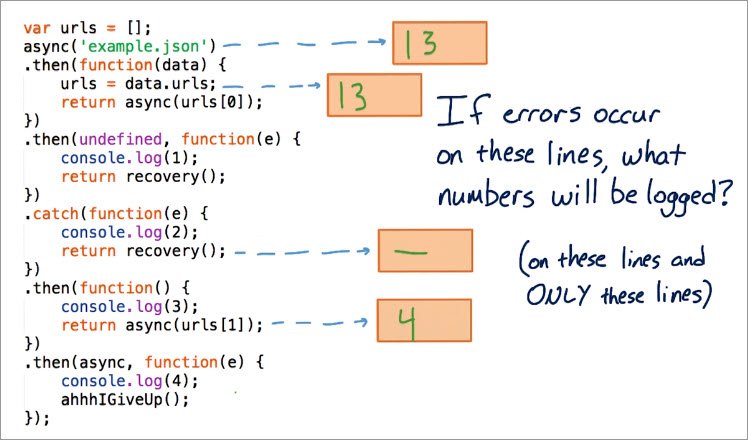 var urls = [];
async('example.json')
13
.then(function(data) {
urls = data.urls;
13
return async(urls[0]);
})
.then(undefined, function(e) {
console.log(1);
return recovery();
})
.catch(function(e) {
console.log(2);
return recovery();
—
})
.then(function() {
console.log(3);
return async(urls[1]);
4
})
.then(async, function(e) {
console.log(4);
ahhhIGiveUp();
});
If errors occur
on these lines, what
numbers will be logged?
(on these lines and
ONLY these lines)